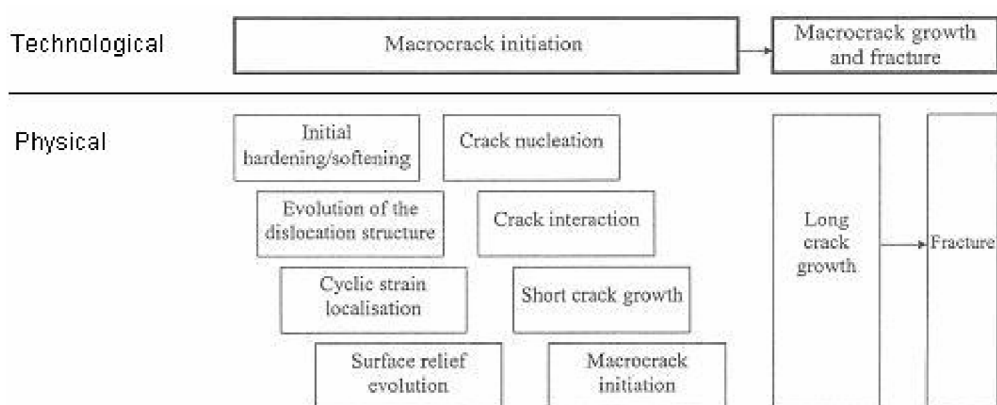 Technological
Macrocrack initiation
Macrocrack growth
and fracture
Physical
Initial
hardening/softening
Evolution of the
dislocation structure
Cyclic strain
localisation
Surface relief
evolution
Crack nucleation
Crack interaction
Short crack growth
Macrocrack
initiation
Long
crack
growth
Fracture